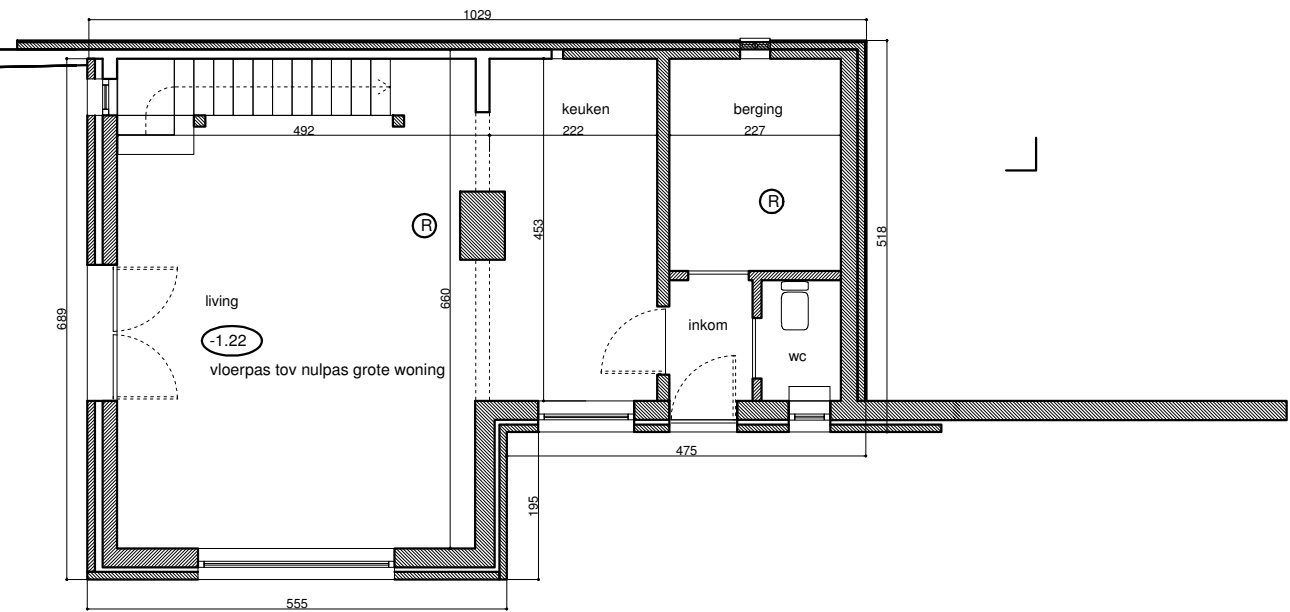 1029
keuken
berging
492
222
227
R
R
453
518
living
660
689
inkom
-1.22
wc
vloerpas tov nulpas grote woning
475
195
555